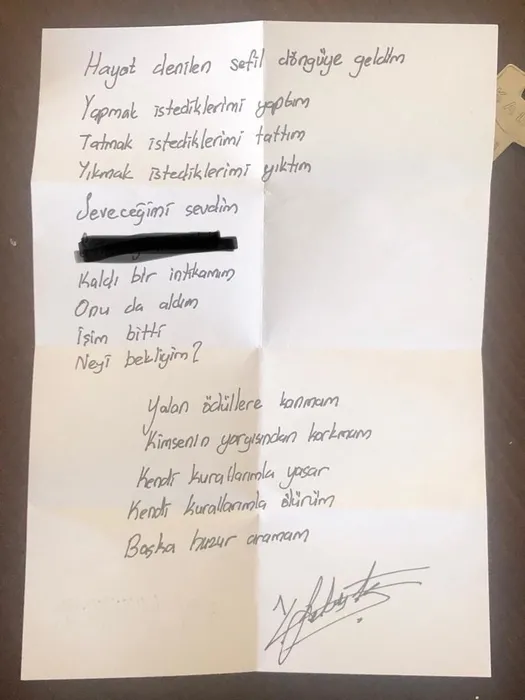 Hayat denilen sefil döngüye geldim
Yapmak istediklerimi yaptım
Tatmak istediklerimi tattım
Yıkmak istediklerimi yıktım
Seveceğimi sevdim
Kaldı bir intikamım
Onu da aldım
İşim bitti
Neyi bekliyim?
Yalan ödüllere kanmam
Kimsenin yargısından korkmam
Kendi kurallarımla yaşar
Kendi kurallarımla ölürüm
Başka huzur aramam